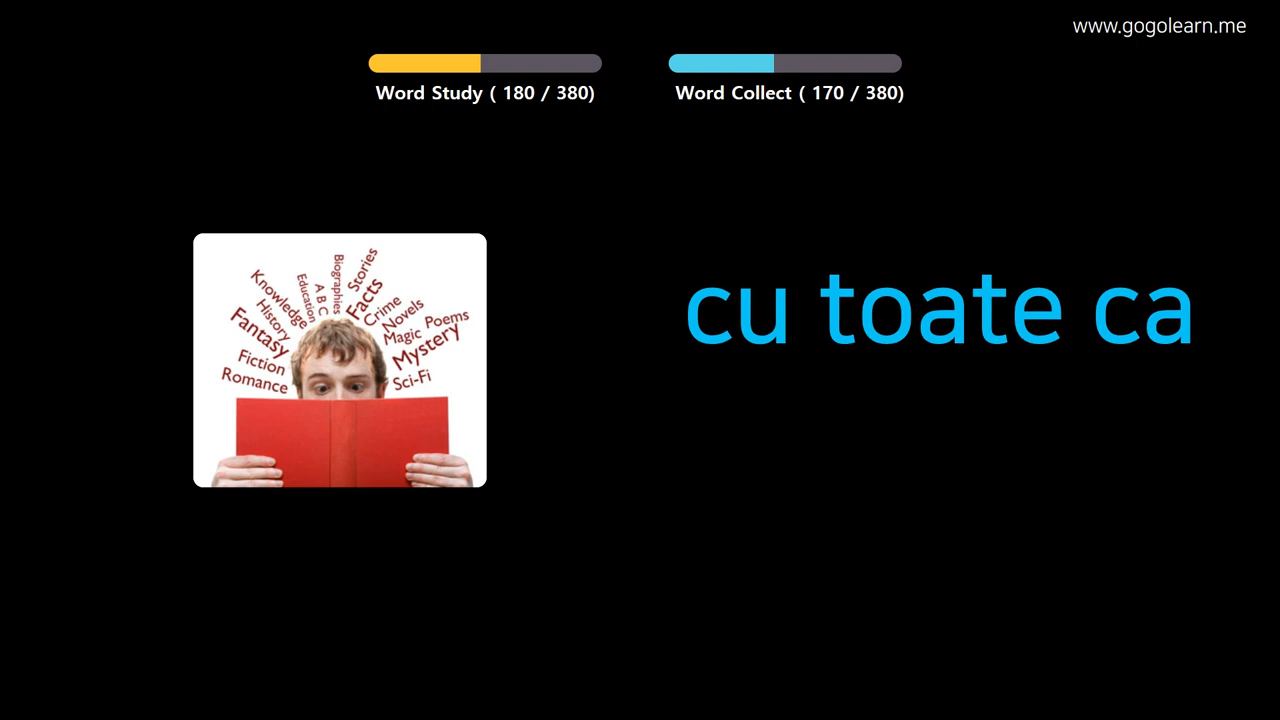 www.gogolearn.me
Word Study ( 180 / 380)
Word Collect ( 170 / 380)
cu toate ca
Knowledge
History
Fantasy
Fiction
Romance
Education
A B C
Biographies
Stories
Facts
Crime
Novels
Magic
Poems
Mystery
Sci-Fi